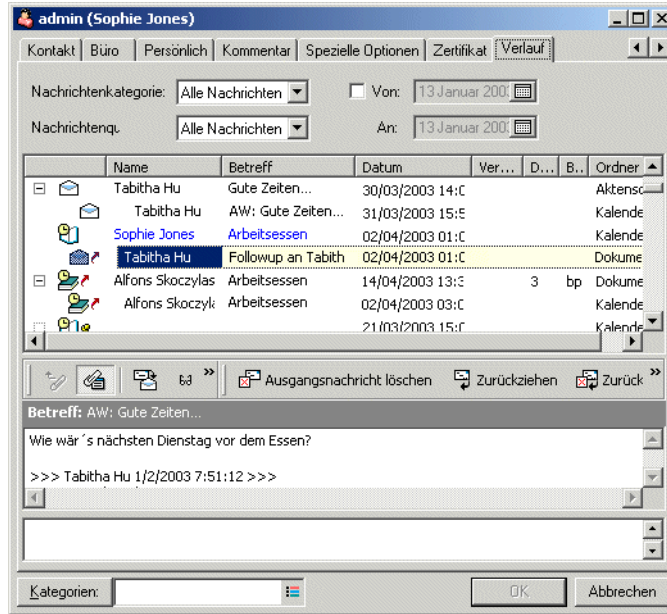 admin (Sophie Jones)
Kontakt Büro Persönlich Kommentar Spezielle Optionen Zertifikat Verlauf
Nachrichtenkategorie: Alle Nachrichten Von: 13 Januar 200
Nachrichtenqu Alle Nachrichten An: 13 Januar 200
Name Betreff Datum Ver... D... B.. Ordner
Tabitha Hu Gute Zeiten... 30/03/2003 14:0 Aktensc
Tabitha Hu AW: Gute Zeiten... 31/03/2003 15:5 Kalende
Sophie Jones Arbeitsessen 02/04/2003 01:0 Kalende
Tabitha Hu Followup an Tabith 02/04/2003 01:0 Dokume
Alfons Skoczylas Arbeitsessen 14/04/2003 13:3 3 bp Dokume
Alfons Skoczyla Arbeitsessen 02/04/2003 03:0 Kalende
21/03/2003 15:0 Kalende
» Ausgangsnachricht löschen Zurückziehen Zurück »
Betreff: AW: Gute Zeiten...
Wie wär´s nächsten Dienstag vor dem Essen?
>>> Tabitha Hu 1/2/2003 7:51:12 >>>
Kategorien: OK Abbrechen